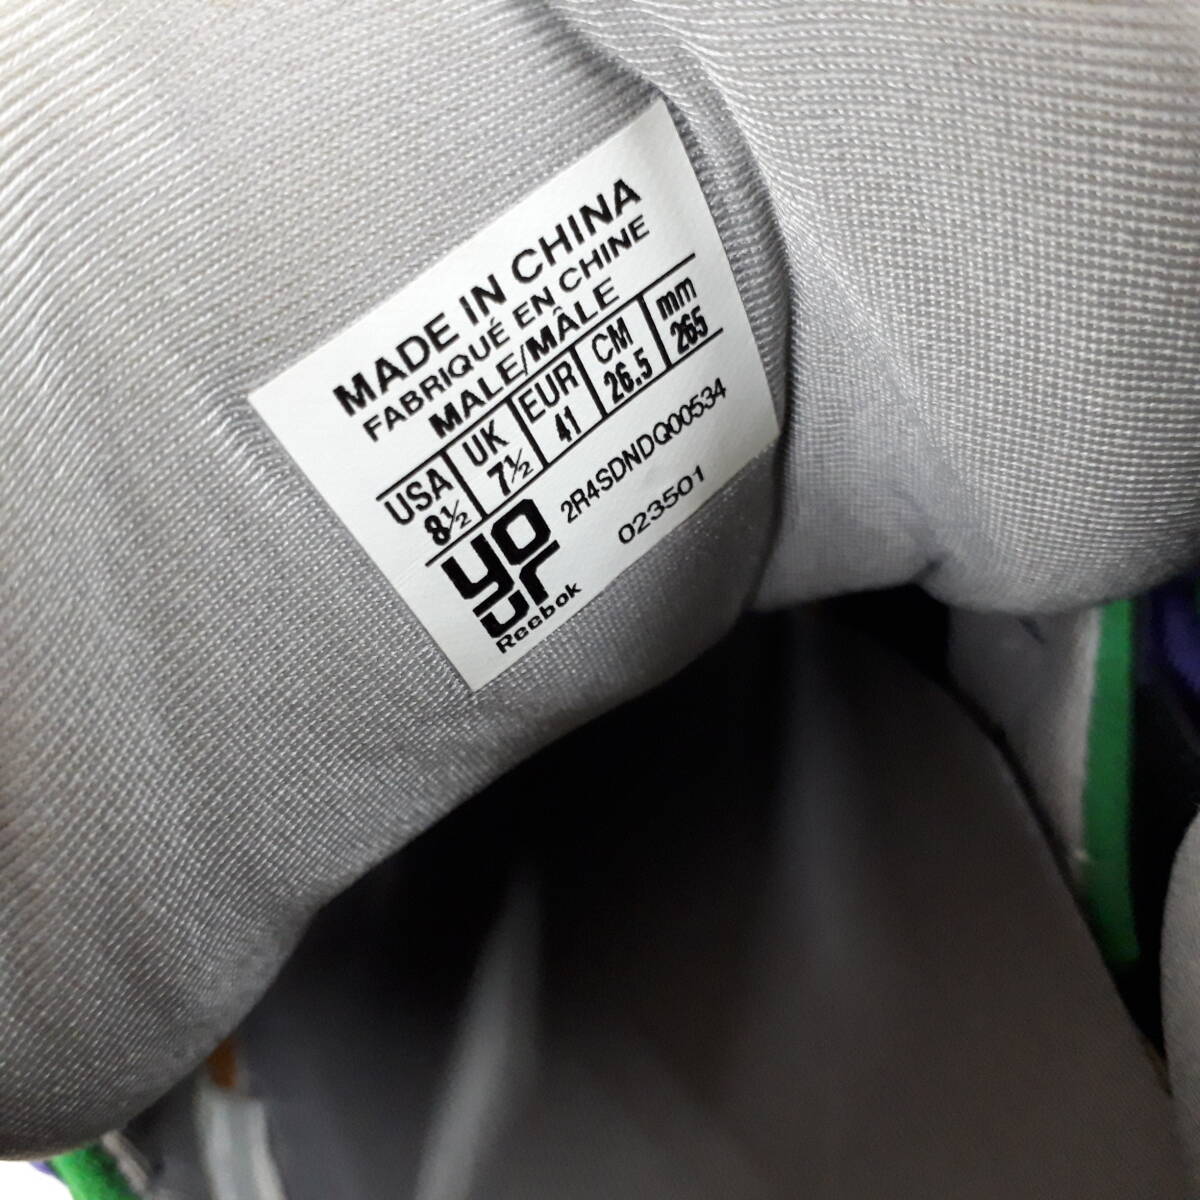 MADE IN CHINA
FABRIQUÉ EN CHINE
MALE/MÂLE
USA UK EUR CM mm
8½ 7½ 41 26.5 265
2R4SDNDQ00534
023501
YOUR
Reebok